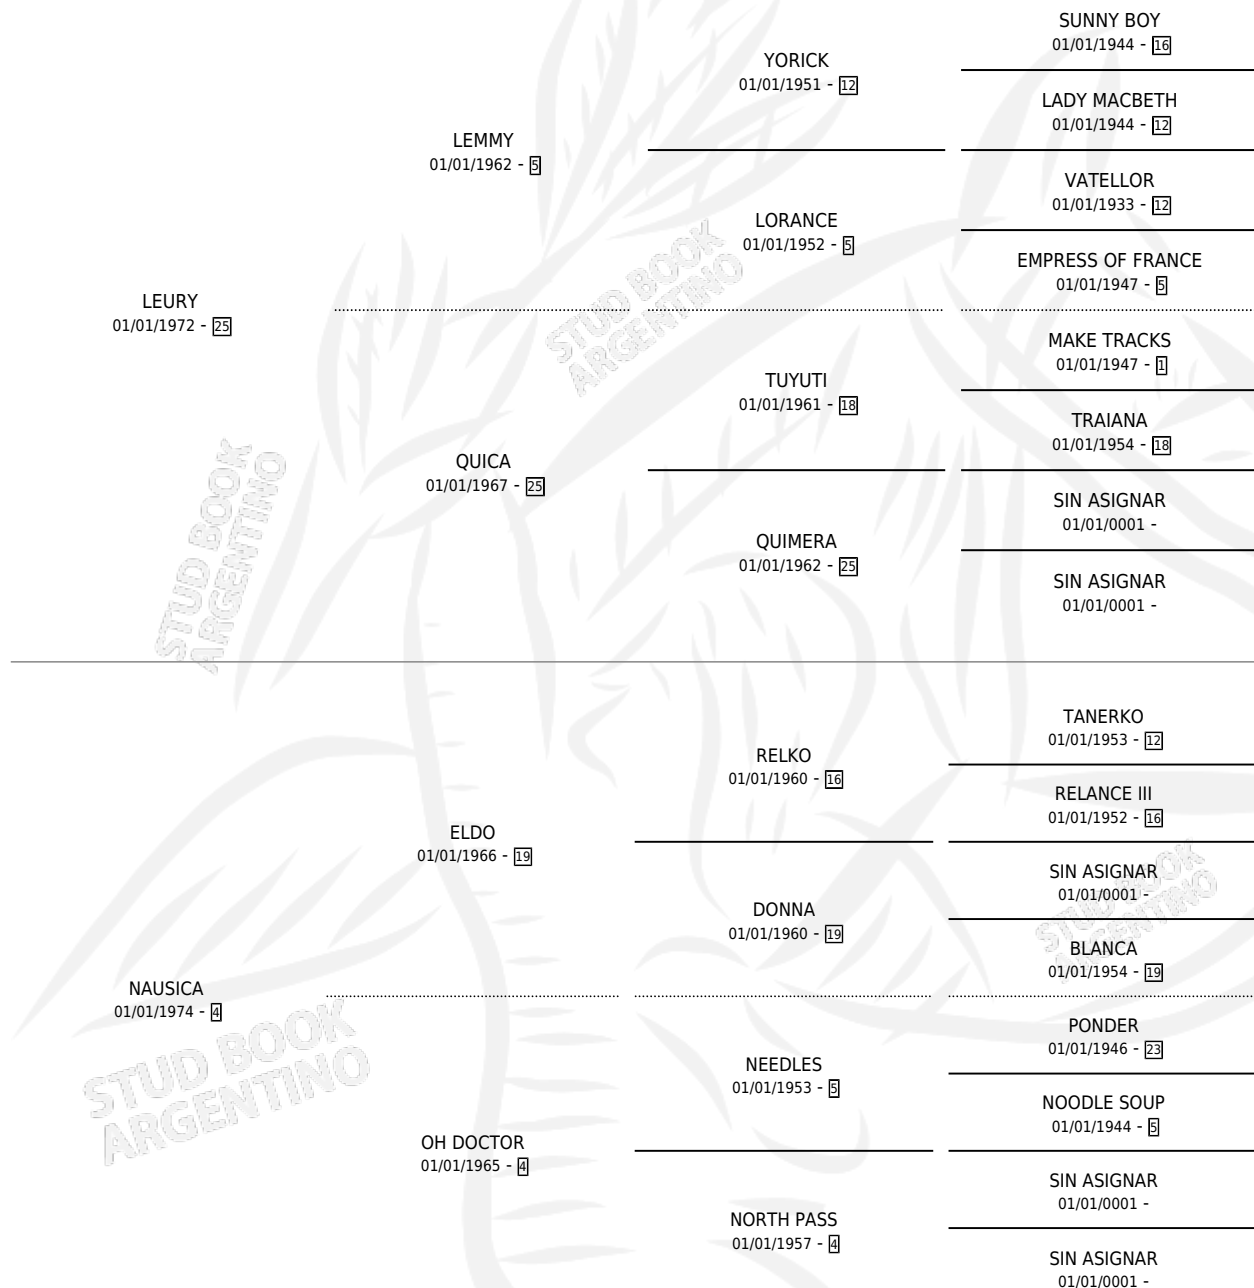 SUNNY BOY
01/01/1944 - 16
YORICK
01/01/1951 - 12
LADY MACBETH
01/01/1944 - 12
LEMMY
01/01/1962 - 5
VATELLOR
01/01/1933 - 12
LORANCE
01/01/1952 - 5
EMPRESS OF FRANCE
01/01/1947 - 5
LEURY
01/01/1972 - 25
MAKE TRACKS
01/01/1947 - 1
TUYUTI
01/01/1961 - 18
TRAIANA
01/01/1954 - 18
QUICA
01/01/1967 - 25
SIN ASIGNAR
01/01/0001 -
QUIMERA
01/01/1962 - 25
SIN ASIGNAR
01/01/0001 -
STUD BOOK
ARGENTINO
STUD BOOK
ARGENTINO
TANERKO
01/01/1953 - 12
RELKO
01/01/1960 - 16
RELANCE III
01/01/1952 - 16
ELDO
01/01/1966 - 19
SIN ASIGNAR
01/01/0001 -
DONNA
01/01/1960 - 19
BLANCA
01/01/1954 - 19
NAUSICA
01/01/1974 - 4
PONDER
01/01/1946 - 23
NEEDLES
01/01/1953 - 5
NOODLE SOUP
01/01/1944 - 5
OH DOCTOR
01/01/1965 - 4
SIN ASIGNAR
01/01/0001 -
NORTH PASS
01/01/1957 - 4
SIN ASIGNAR
01/01/0001 -
STUD BOOK
ARGENTINO
STUD BOOK
ARGENTINO